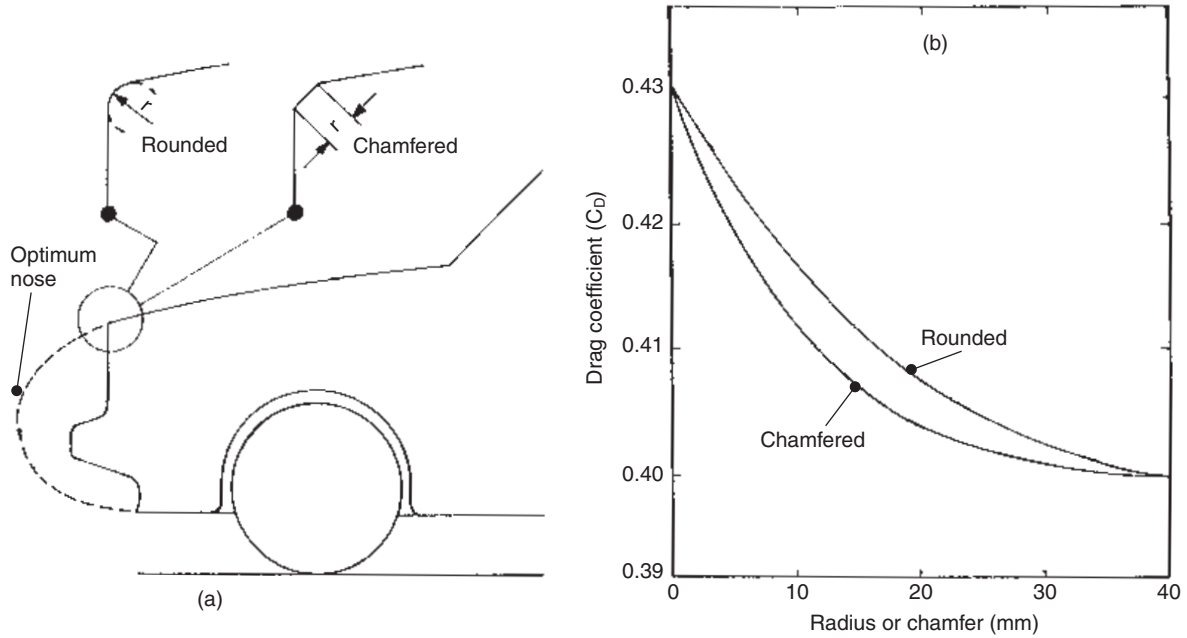 r
Rounded
r
Chamfered
Optimum
nose
(a)
(b)
Drag coefficient (C_D)
0.43
0.42
0.41
0.40
0.39
Rounded
Chamfered
0
10
20
30
40
Radius or chamfer (mm)